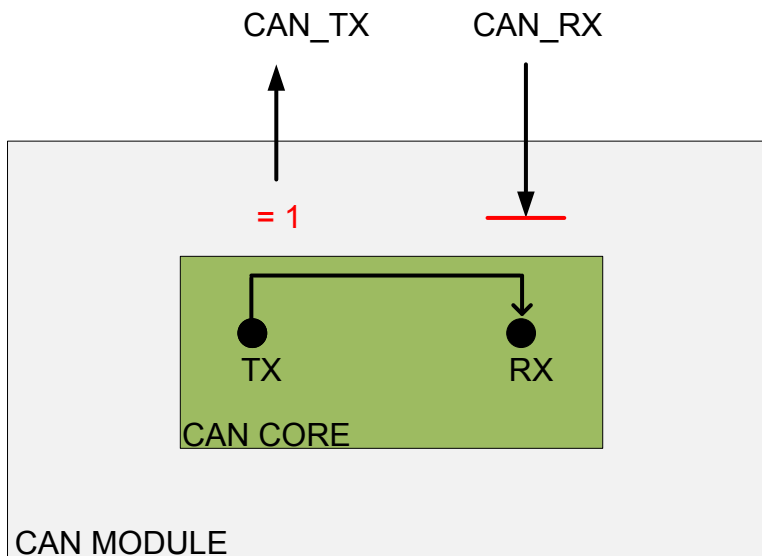 CAN_TX
CAN_RX
= 1
TX
RX
CAN CORE
CAN MODULE